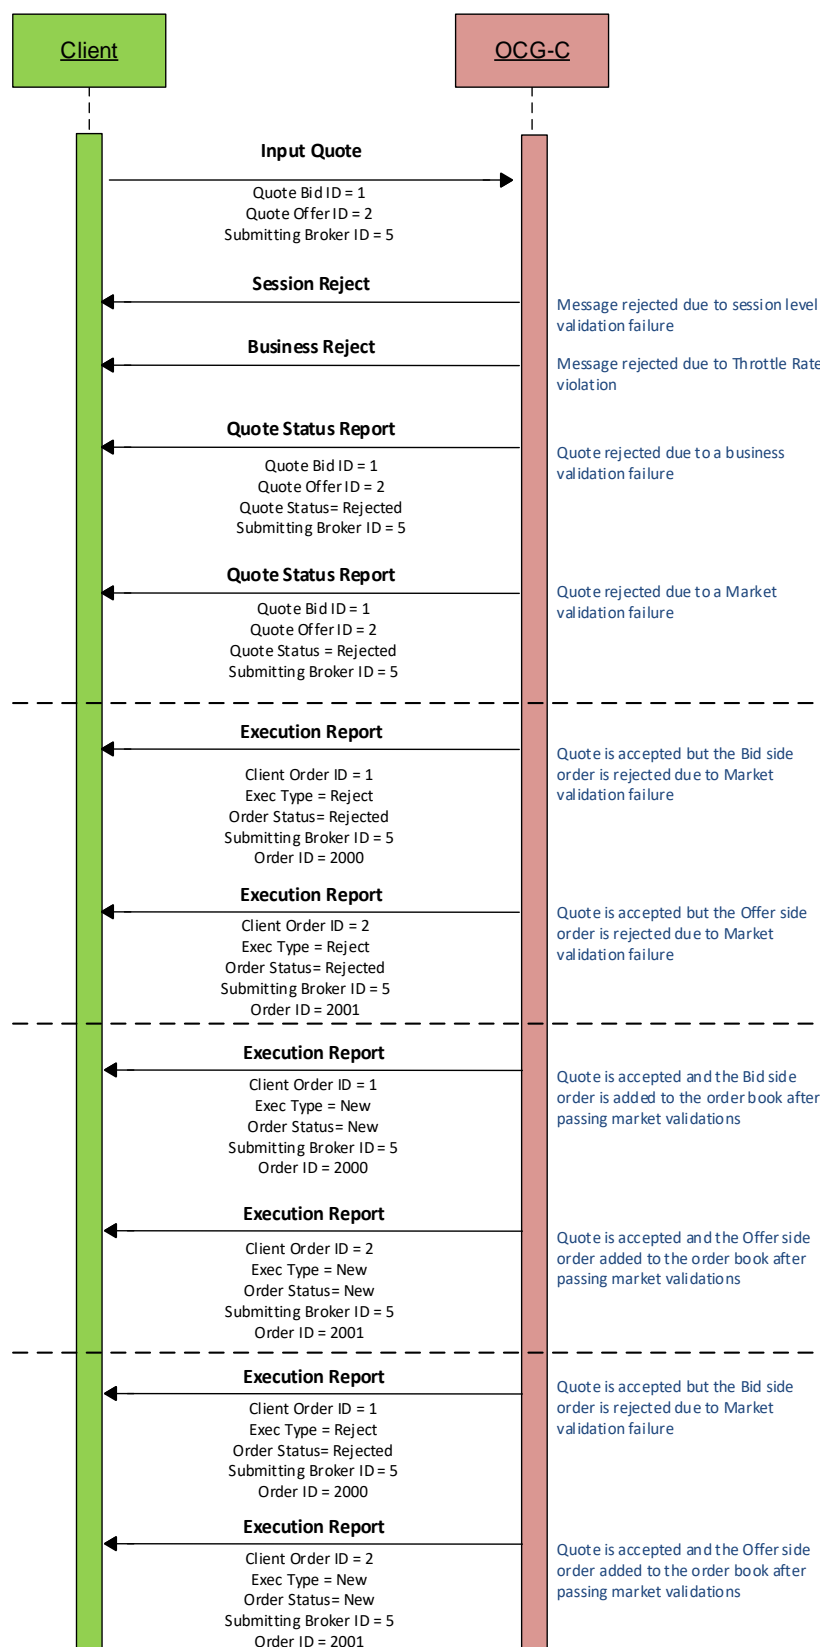 Client
OCG-C
Input Quote
Quote Bid ID = 1
Quote Offer ID = 2
Submitting Broker ID = 5
Session Reject
Message rejected due to session level
validation failure
Business Reject
Message rejected due to Throttle Rate
violation
Quote Status Report
Quote rejected due to a business
validation failure
Quote Bid ID = 1
Quote Offer ID = 2
Quote Status= Rejected
Submitting Broker ID = 5
Quote Status Report
Quote rejected due to a Market
validation failure
Quote Bid ID = 1
Quote Offer ID = 2
Quote Status = Rejected
Submitting Broker ID = 5
Execution Report
Quote is accepted but the Bid side
order is rejected due to Market
validation failure
Client Order ID = 1
Exec Type = Reject
Order Status= Rejected
Submitting Broker ID = 5
Order ID = 2000
Execution Report
Quote is accepted but the Offer side
order is rejected due to Market
validation failure
Client Order ID = 2
Exec Type = Reject
Order Status= Rejected
Submitting Broker ID = 5
Order ID = 2001
Execution Report
Quote is accepted and the Bid side
order is added to the order book after
passing market validations
Client Order ID = 1
Exec Type = New
Order Status= New
Submitting Broker ID = 5
Order ID = 2000
Execution Report
Quote is accepted and the Offer side
order added to the order book after
passing market validations
Client Order ID = 2
Exec Type = New
Order Status= New
Submitting Broker ID = 5
Order ID = 2001
Execution Report
Quote is accepted but the Bid side
order is rejected due to Market
validation failure
Client Order ID = 1
Exec Type = Reject
Order Status= Rejected
Submitting Broker ID = 5
Order ID = 2000
Execution Report
Quote is accepted and the Offer side
order added to the order book after
passing market validations
Client Order ID = 2
Exec Type = New
Order Status= New
Submitting Broker ID = 5
Order ID = 2001